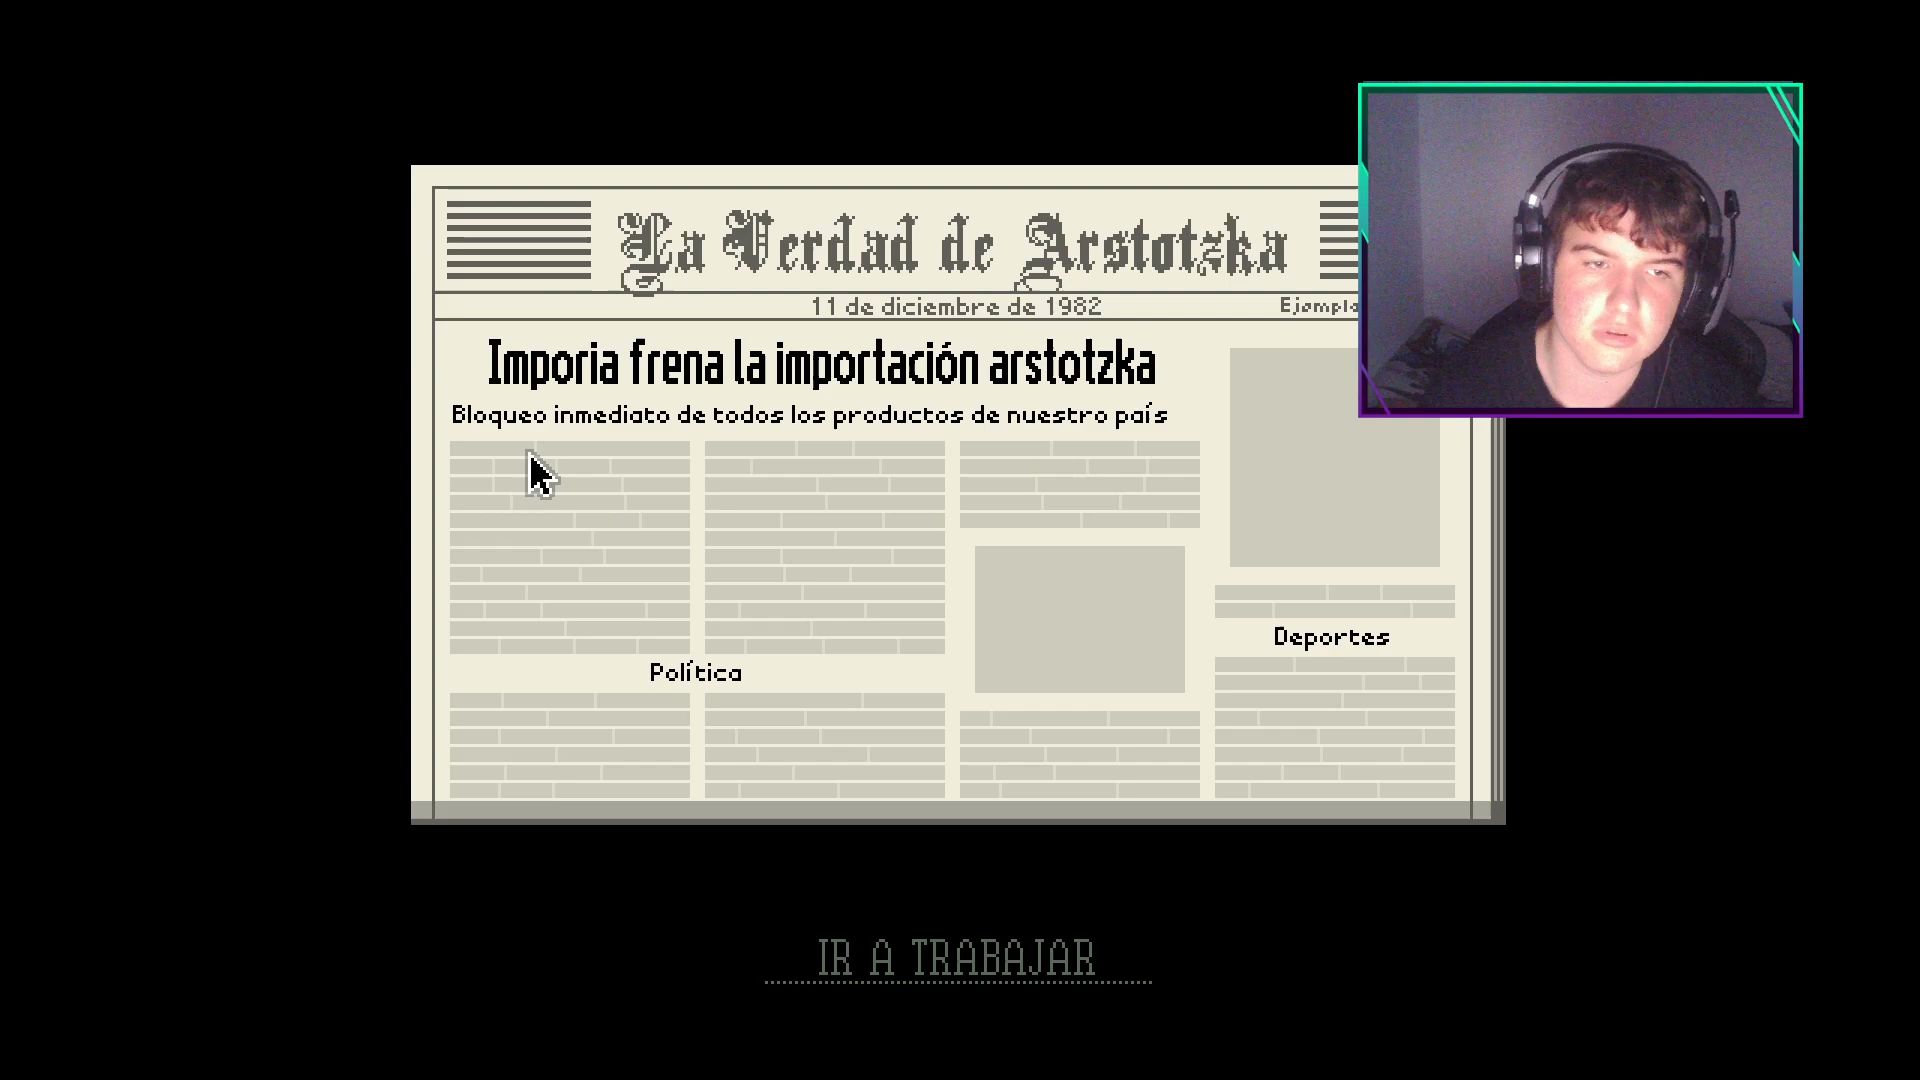 La Verdad de Arstotzka
11 de diciembre de 1982
Imporia frena la importación arstotzka
Bloqueo inmediato de todos los productos de nuestro país
Política
Deportes
IR A TRABAJAR